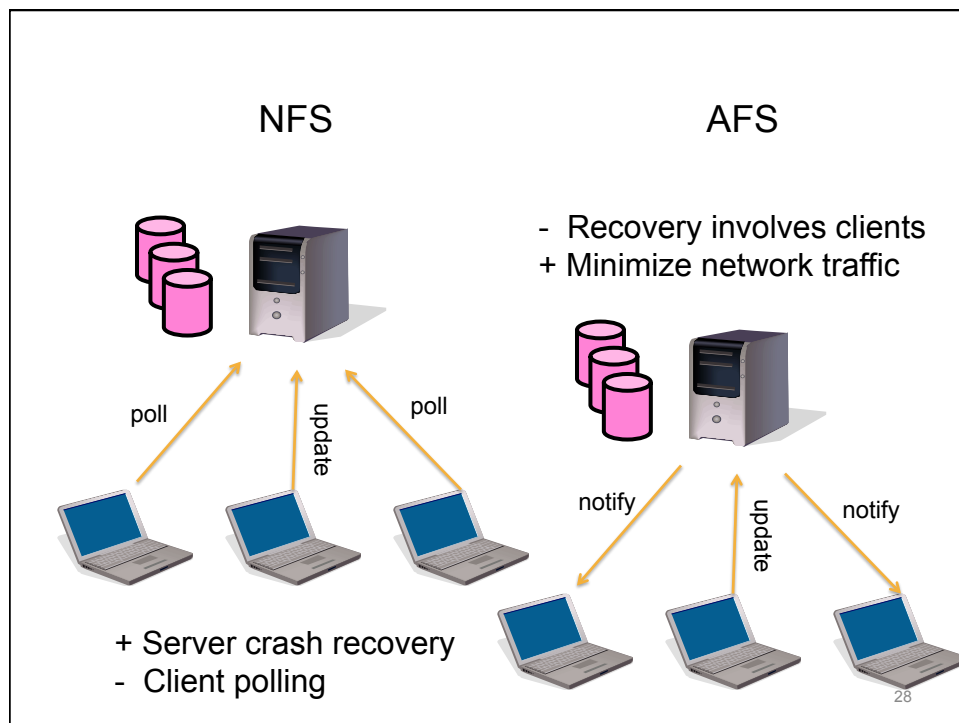 NFS
poll
update
poll
+ Server crash recovery
- Client polling
AFS
- Recovery involves clients
+ Minimize network traffic
notify
update
notify
28